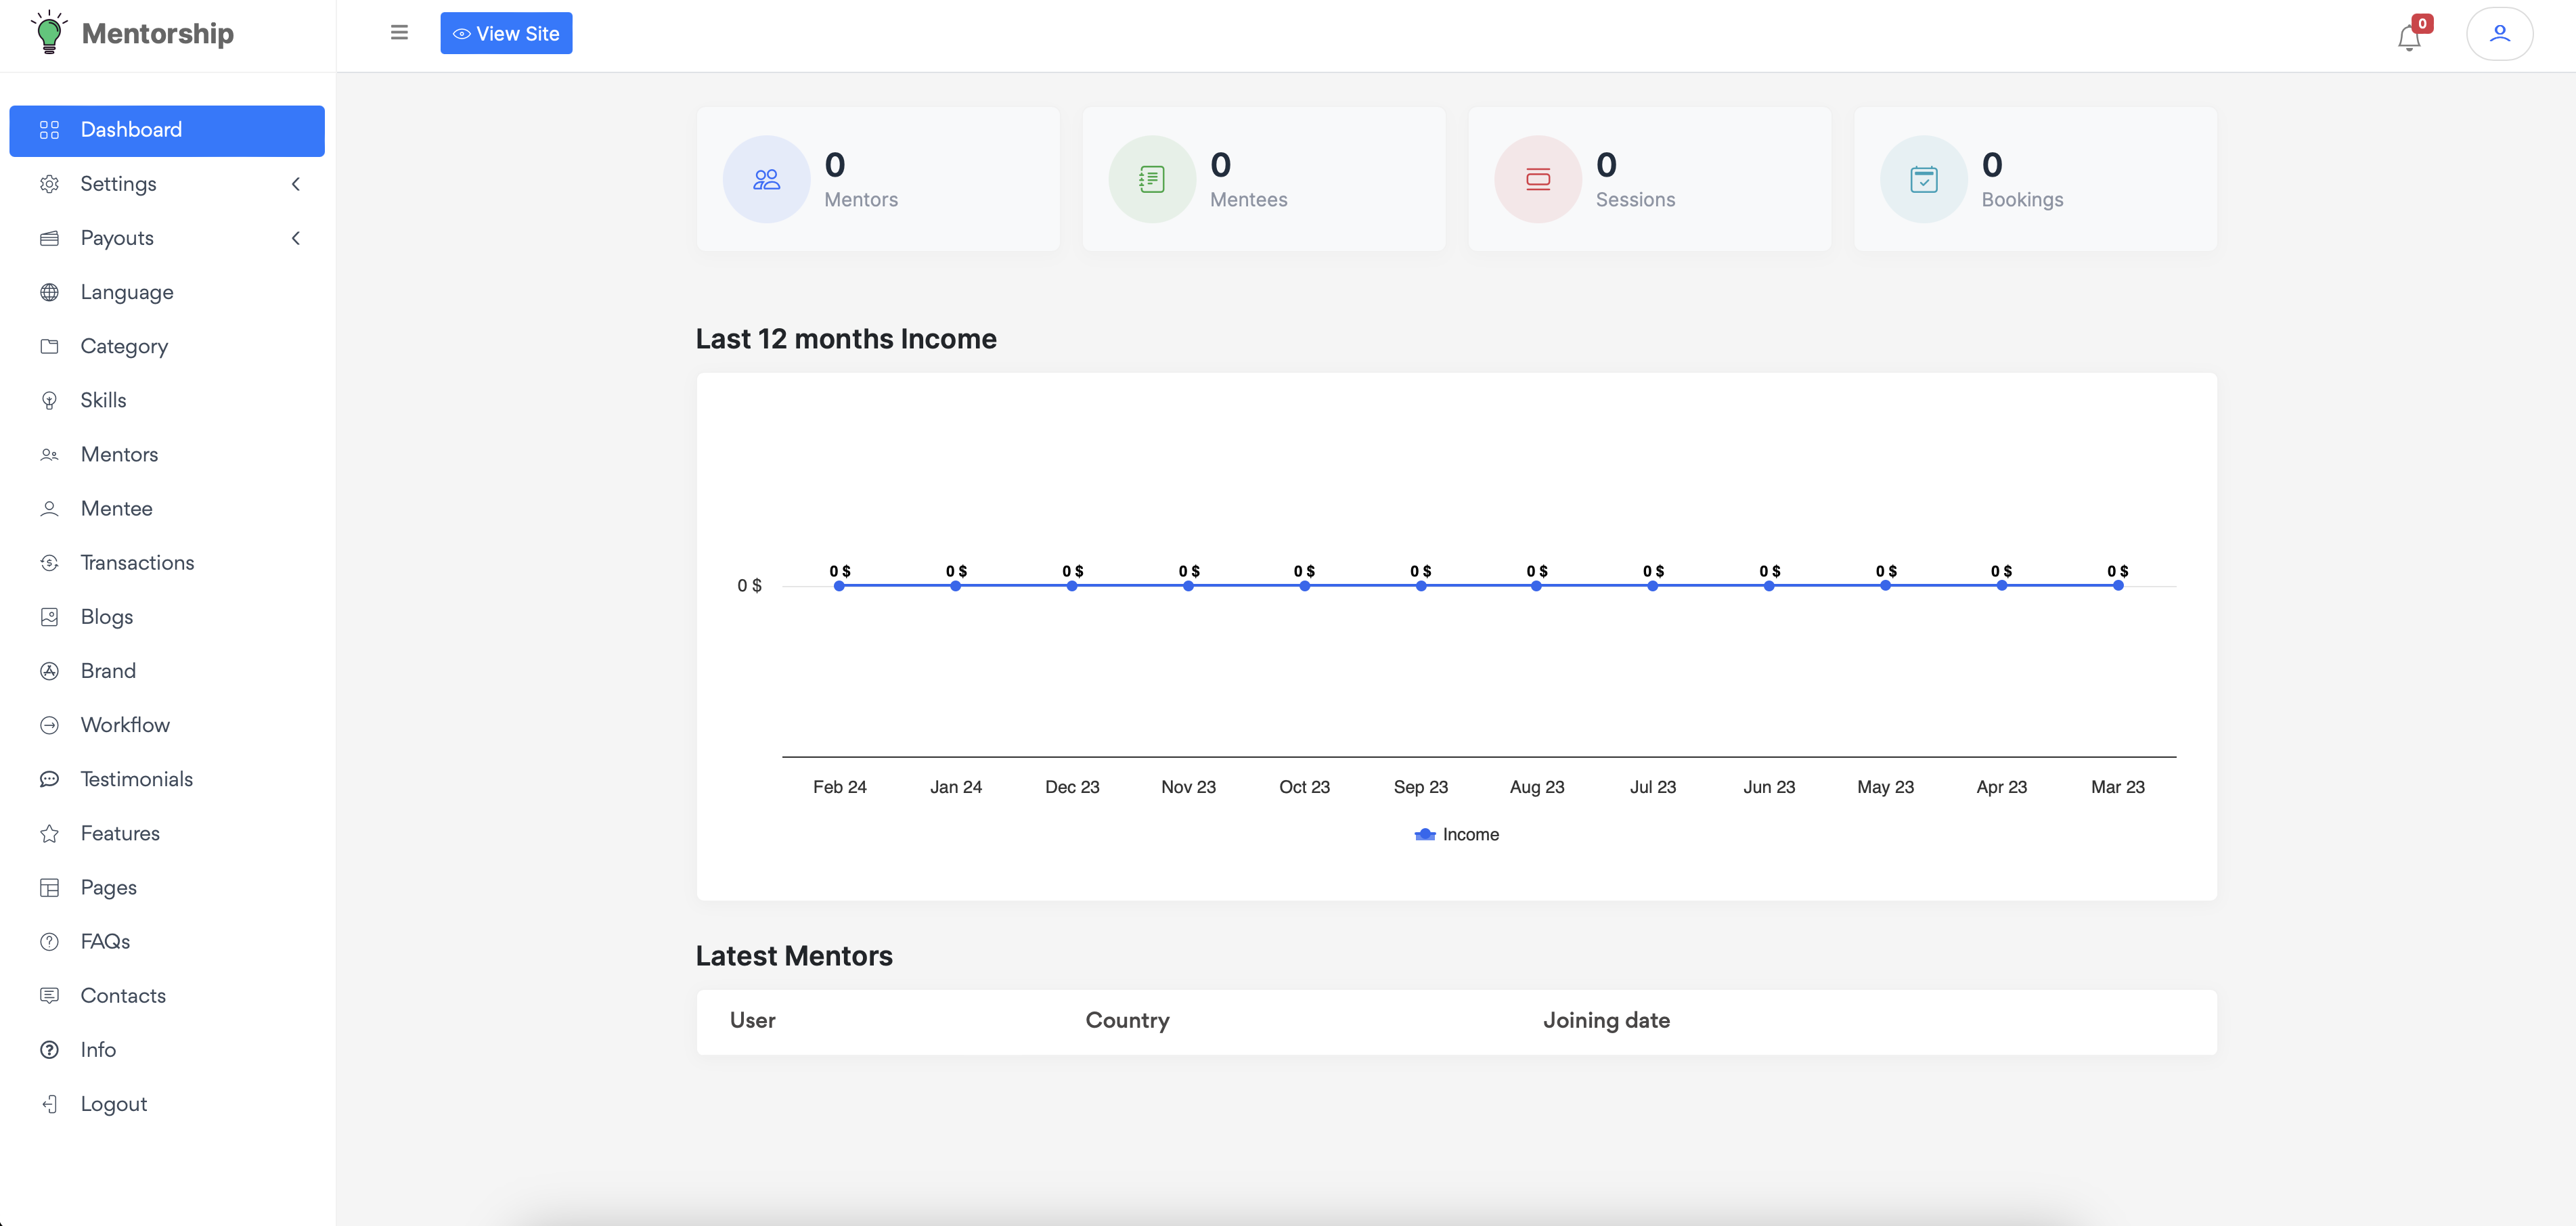 Mentorship
View Site
0
Dashboard
Settings
Payouts
Language
Category
Skills
Mentors
Mentee
Transactions
Blogs
Brand
Workflow
Testimonials
Features
Pages
FAQs
Contacts
Info
Logout
0
Mentors
0
Mentees
0
Sessions
0
Bookings
Last 12 months Income
0 $ 0 $ 0 $ 0 $ 0 $ 0 $ 0 $ 0 $ 0 $ 0 $ 0 $ 0 $
0 $
Feb 24 Jan 24 Dec 23 Nov 23 Oct 23 Sep 23 Aug 23 Jul 23 Jun 23 May 23 Apr 23 Mar 23
Income
Latest Mentors
User Country Joining date